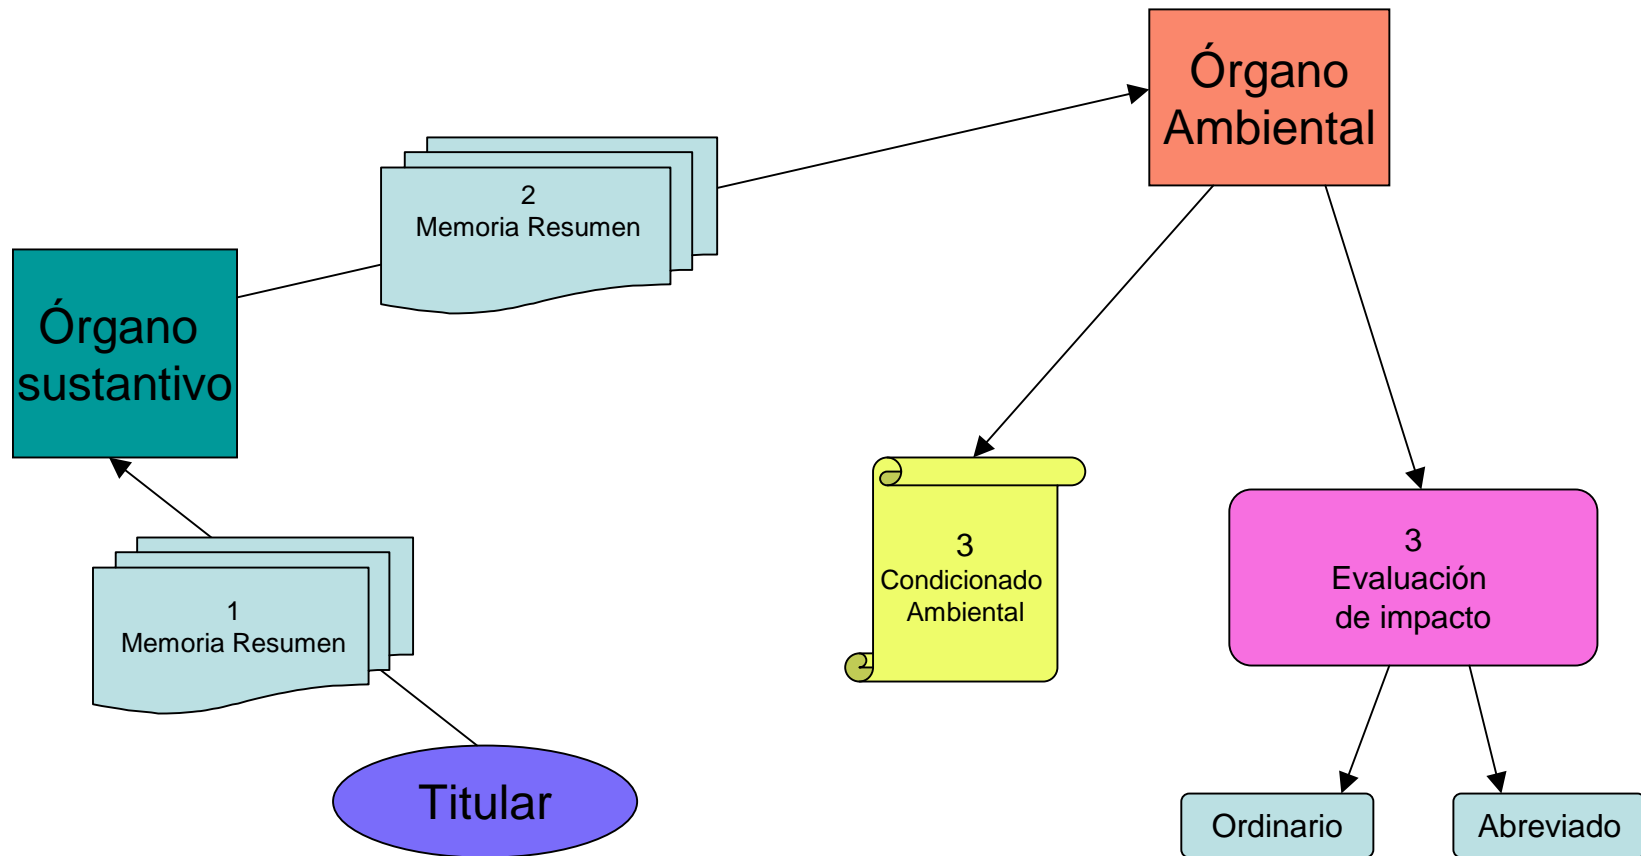 Órgano
Ambiental
2
Memoria Resumen
Órgano
sustantivo
1
Memoria Resumen
3
Condicionado
Ambiental
3
Evaluación
de impacto
Titular
Ordinario
Abreviado